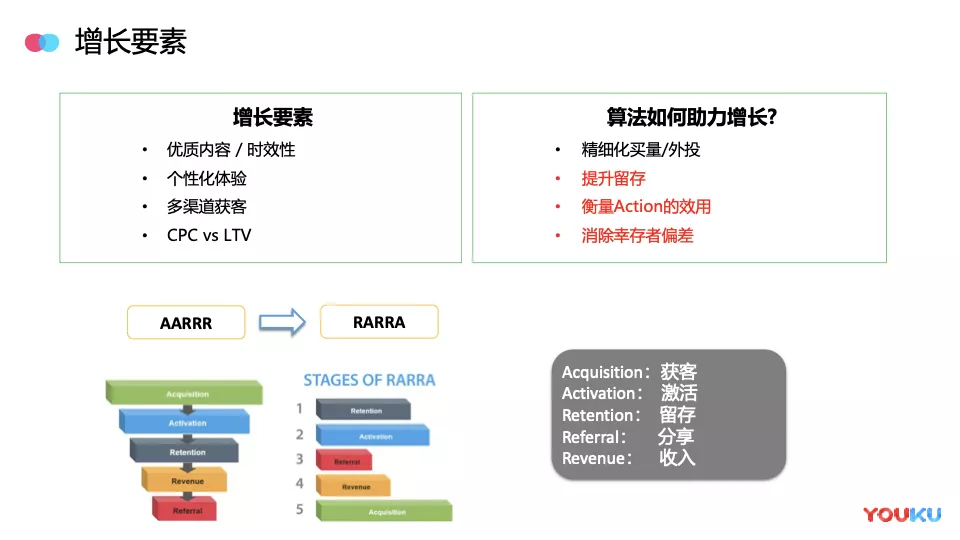 增长要素
增长要素
• 优质内容 / 时效性
• 个性化体验
• 多渠道获客
• CPC vs LTV
算法如何助力增长?
• 精细化买量/外投
• 提升留存
• 衡量Action的效用
• 消除幸存者偏差
AARRR
RARRA
Acquisition
Activation
Retention
Revenue
Referral
STAGES OF RARRA
1 Retention
2 Activation
3 Referral
4 Revenue
5 Acquisition
Acquisition：获客
Activation： 激活
Retention： 留存
Referral： 分享
Revenue： 收入
YOUKU